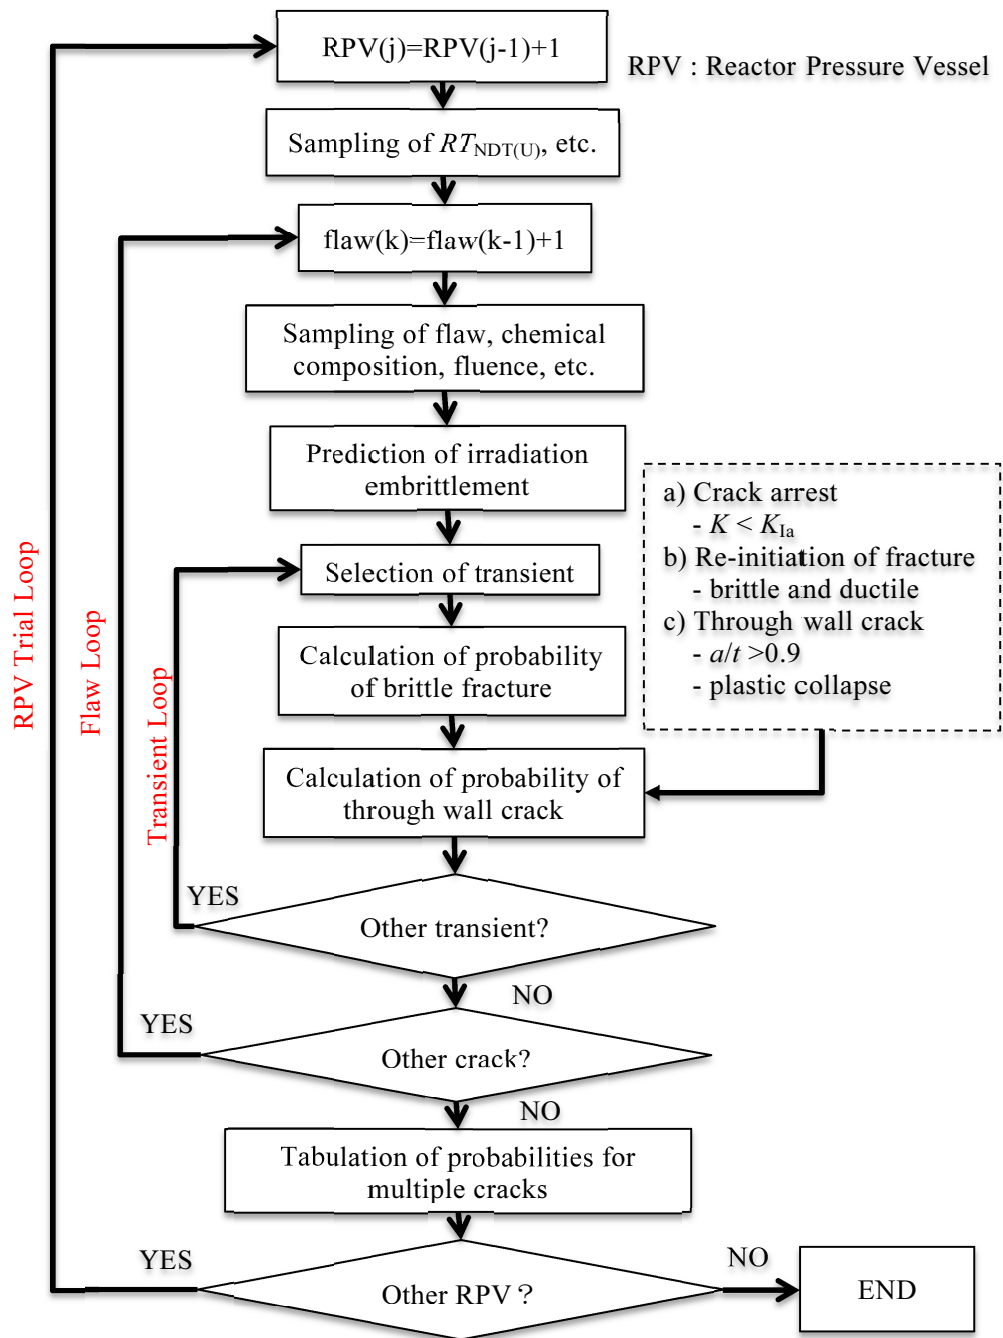 RPV(j)=RPV(j-1)+1
RPV : Reactor Pressure Vessel
Sampling of RT_NDT(U), etc.
flaw(k)=flaw(k-1)+1
Sampling of flaw, chemical
composition, fluence, etc.
Prediction of irradiation
embrittlement
Selection of transient
Calculation of probability
of brittle fracture
Calculation of probability of
through wall crack
a) Crack arrest
- K < K_Ia
b) Re-initiation of fracture
- brittle and ductile
c) Through wall crack
- a/t >0.9
- plastic collapse
RPV Trial Loop
Flaw Loop
Transient Loop
YES
Other transient?
NO
YES
Other crack?
NO
Tabulation of probabilities for
multiple cracks
YES
Other RPV ?
NO
END